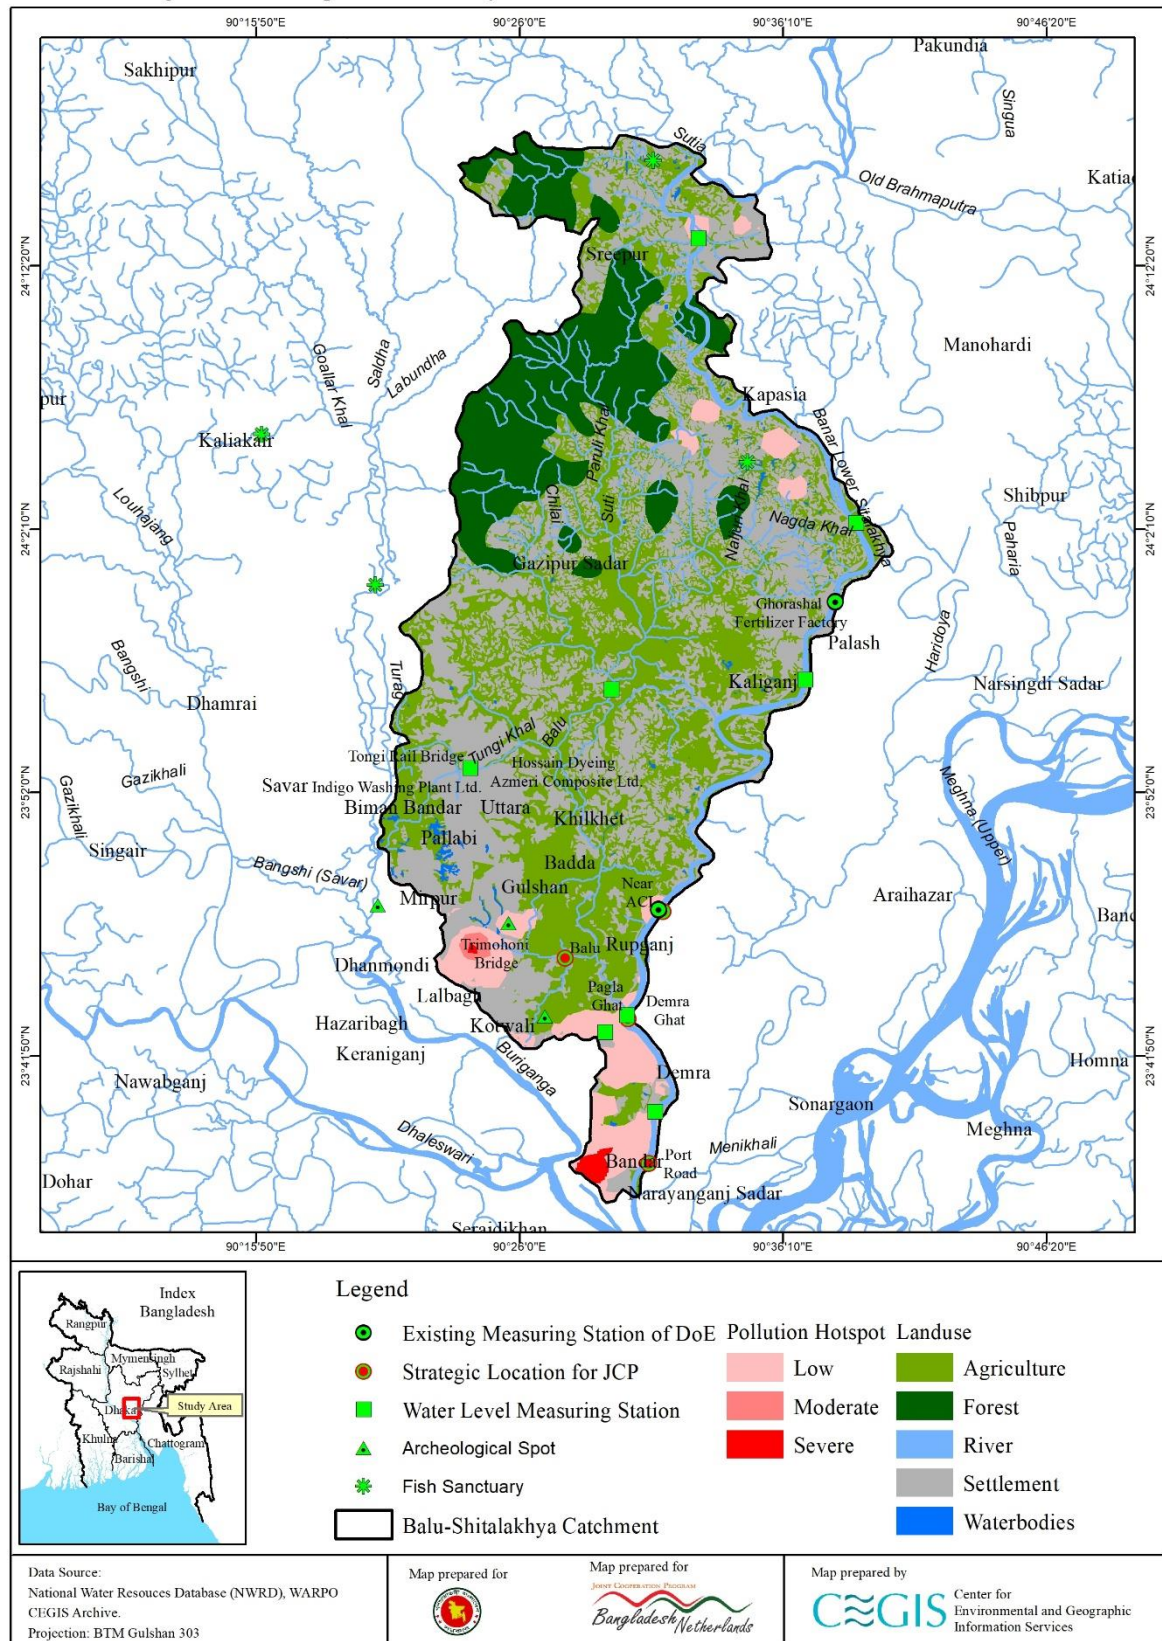 90°15'50"E
90°26'0"E
90°36'10"E
90°46'20"E
Pakundia
Sakhipur
Singua
Sutia
Katiad
Old Brahmaputra
24°12'20"N
24°12'20"N
Sreepur
Goallar Khal
Saldha
Labundha
Manohardi
Kapasia
pur
Kaliakair
Paruli Khal
Banar Lower
Sitalakhya
Louhajang
Chilai
Suti
Naijuri Khal
Nagda Khal
Shibpur
Paharia
24°2'10"N
24°2'10"N
Gazipur Sadar
Ghorashal
Fertilizer Factory
Palash
Haridoya
Bangshi
Turag
Kaliganj
Narsingdi Sadar
Dhamrai
Tungi Khal
Balu
Tongi Rail Bridge
Hossain Dyeing
Azmeri Composite Ltd.
Gazikhali
Gazikhali
Savar
Indigo Washing Plant Ltd.
Meghna (Upper)
23°52'0"N
23°52'0"N
Biman Bandar
Uttara
Khilkhet
Pallabi
Singair
Badda
Bangshi (Savar)
Gulshan
Near
ACI
Araihazar
Mirpur
Banc
Trimohoni
Bridge
Balu
Rupganj
Dhanmondi
Lalbagh
Pagla
Ghat
Demra
Ghat
Hazaribagh
Kotwali
Keraniganj
Buriganga
23°41'50"N
23°41'50"N
Homna
Nawabganj
Demra
Sonargaon
Dhaleswari
Menikhali
Meghna
Dohar
Bandar
Port
Road
Narayanganj Sadar
Serajdikhan
90°15'50"E
90°26'0"E
90°36'10"E
90°46'20"E
Index
Bangladesh
Rangpur
Mymensingh
Rajshahi
Sylhet
Dhaka
Study Area
Khulna
Chattogram
Barishal
Bay of Bengal
Legend
Existing Measuring Station of DoE
Strategic Location for JCP
Water Level Measuring Station
Archeological Spot
Fish Sanctuary
Balu-Shitalakhya Catchment
Pollution Hotspot
Low
Moderate
Severe
Landuse
Agriculture
Forest
River
Settlement
Waterbodies
Data Source:
National Water Resouces Database (NWRD), WARPO
CEGIS Archive.
Projection: BTM Gulshan 303
Map prepared for
Map prepared for
JOINT COOPERATION PROGRAM
Bangladesh Netherlands
Map prepared by
CEGIS
Center for
Environmental and Geographic
Information Services